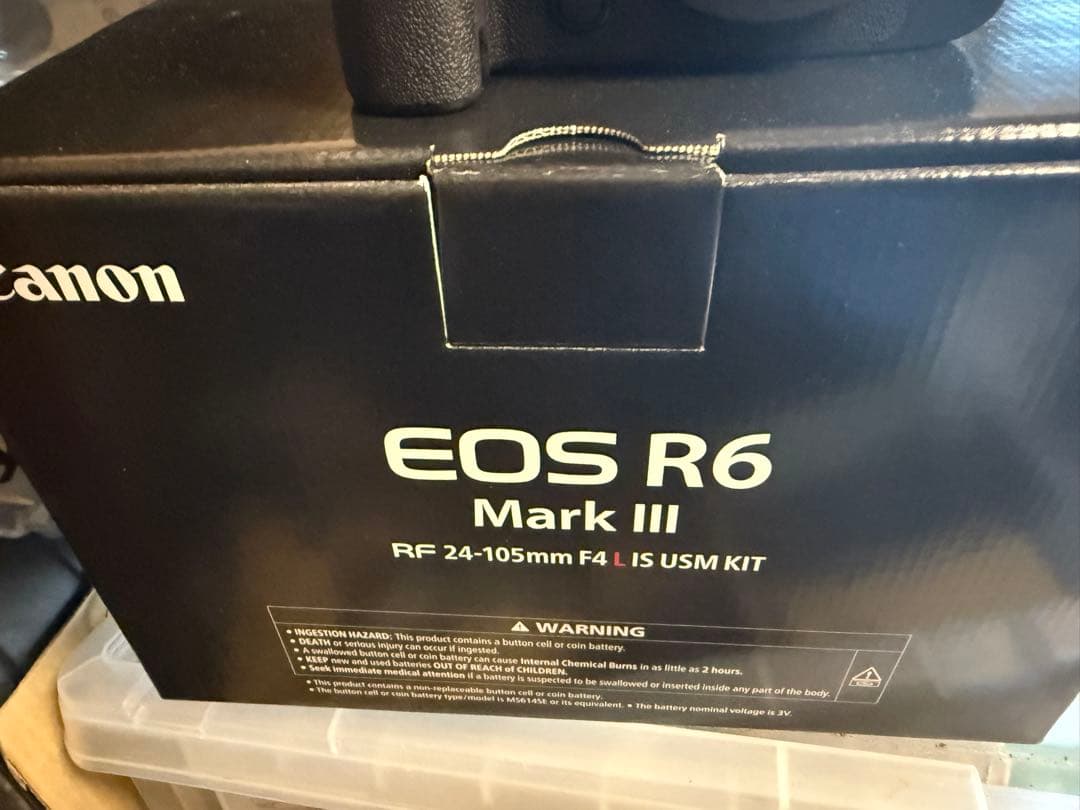 Canon
EOS R6
Mark III
RF 24-105mm F4 L IS USM KIT
⚠ WARNING
• INGESTION HAZARD: This product contains a button cell or coin battery.
• DEATH or serious injury can occur if ingested.
• A swallowed button cell or coin battery can cause Internal Chemical Burns in as little as 2 hours.
• KEEP new and used batteries OUT OF REACH of CHILDREN.
• Seek immediate medical attention if a battery is suspected to be swallowed or inserted inside any part of the body.
• This product contains a non-replaceable button cell or coin battery.
• The button cell or coin battery type/model is MS614SE or its equivalent. • The battery nominal voltage is 3V.